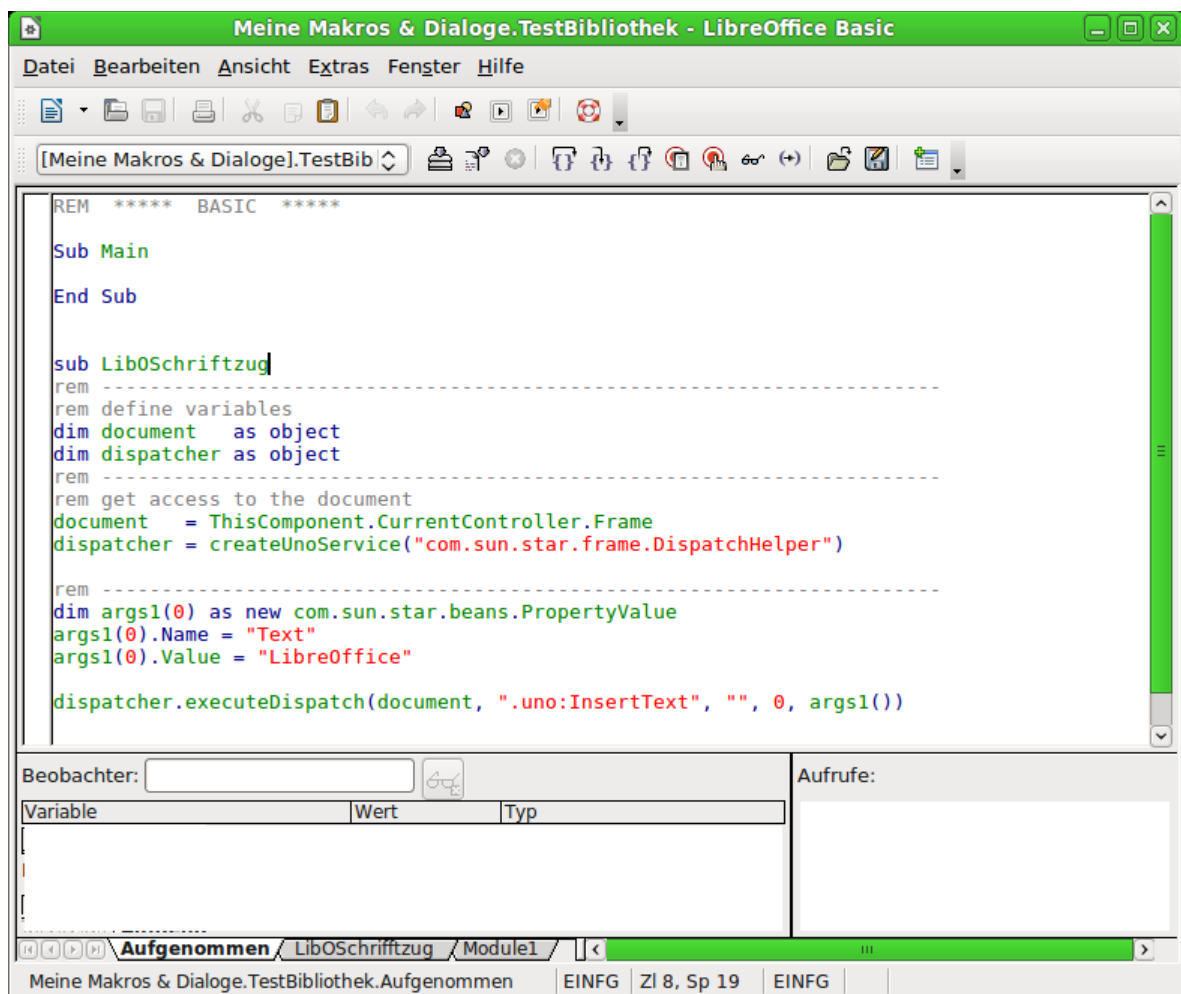 Meine Makros & Dialoge.TestBibliothek - LibreOffice Basic
Datei Bearbeiten Ansicht Extras Fenster Hilfe
[Meine Makros & Dialoge].TestBib
REM  *****  BASIC  *****
Sub Main
End Sub
sub LibOSchriftzug
rem ----------------------------------------------------------------------
rem define variables
dim document   as object
dim dispatcher as object
rem ----------------------------------------------------------------------
rem get access to the document
document   = ThisComponent.CurrentController.Frame
dispatcher = createUnoService("com.sun.star.frame.DispatchHelper")
rem ----------------------------------------------------------------------
dim args1(0) as new com.sun.star.beans.PropertyValue
args1(0).Name = "Text"
args1(0).Value = "LibreOffice"
dispatcher.executeDispatch(document, ".uno:InsertText", "", 0, args1())
Beobachter:
Aufrufe:
Variable Wert Typ
Aufgenommen LibOSchrifftzug Module1
Meine Makros & Dialoge.TestBibliothek.Aufgenommen EINFG Zl 8, Sp 19 EINFG